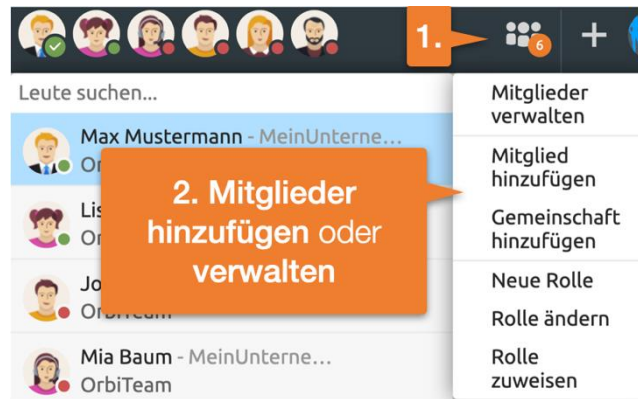 1.
6
Leute suchen...
Mitglieder
verwalten
Max Mustermann - MeinUnterne...
Mitglied
hinzufügen
2. Mitglieder
hinzufügen oder
verwalten
Gemeinschaft
hinzufügen
Neue Rolle
OrbiTeam
Rolle ändern
Mia Baum - MeinUnterne...
OrbiTeam
Rolle
zuweisen